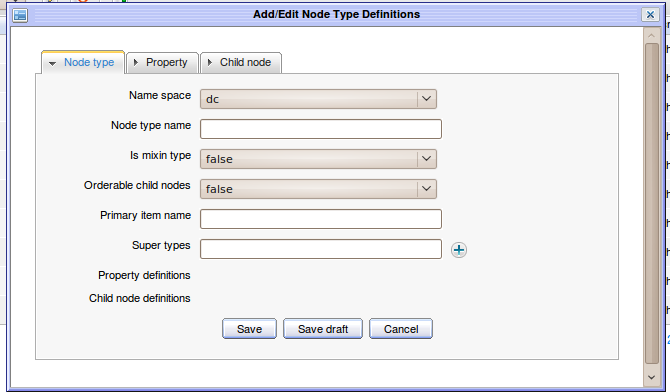 Add/Edit Node Type Definitions
Node type
Property
Child node
Name space
dc
Node type name
Is mixin type
false
Orderable child nodes
false
Primary item name
Super types
Property definitions
Child node definitions
Save
Save draft
Cancel